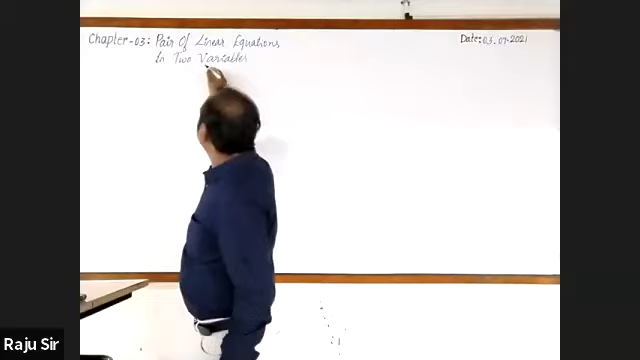 Chapter-03: Pair Of Linear Equations
In Two Variables
Date: 03.07.2021
Raju Sir